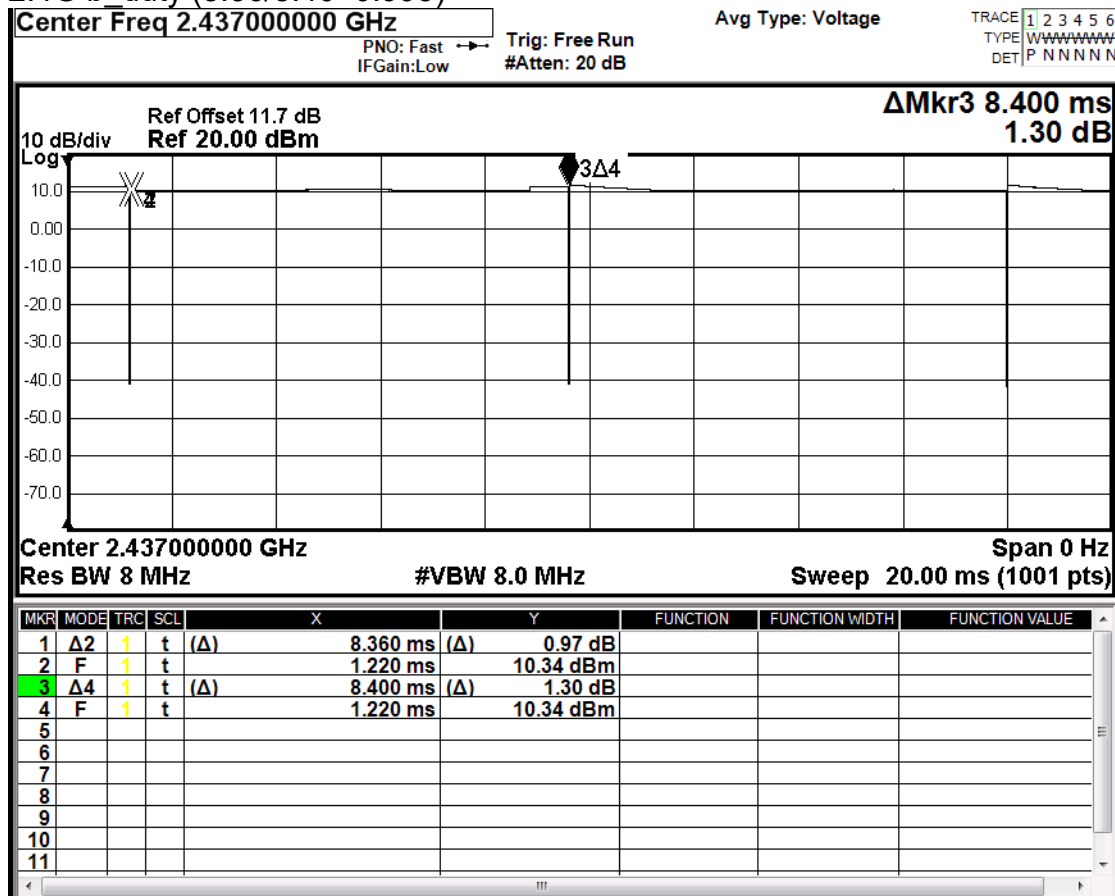 Center Freq 2.437000000 GHz
PNO: Fast
IFGain:Low
Trig: Free Run
#Atten: 20 dB
Avg Type: Voltage
TRACE 1 2 3 4 5 6
TYPE WWWWWWW
DET P N N N N N
ΔMkr3 8.400 ms
1.30 dB
Ref Offset 11.7 dB
10 dB/div Ref 20.00 dBm
Log
3Δ4
10.0
0.00
-10.0
-20.0
-30.0
-40.0
-50.0
-60.0
-70.0
Center 2.437000000 GHz Span 0 Hz
Res BW 8 MHz #VBW 8.0 MHz Sweep 20.00 ms (1001 pts)
MKR MODE TRC SCL X Y FUNCTION FUNCTION WIDTH FUNCTION VALUE
1 Δ2 1 t (Δ) 8.360 ms (Δ) 0.97 dB
2 F 1 t 1.220 ms 10.34 dBm
3 Δ4 1 t (Δ) 8.400 ms (Δ) 1.30 dB
4 F 1 t 1.220 ms 10.34 dBm
5
6
7
8
9
10
11